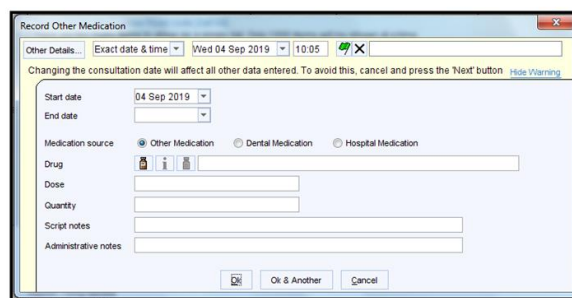 Record Other Medication
Other Details... Exact date & time Wed 04 Sep 2019 10:05
Changing the consultation date will affect all other data entered. To avoid this, cancel and press the 'Next' button Hide Warning
Start date 04 Sep 2019
End date
Medication source Other Medication Dental Medication Hospital Medication
Drug
Dose
Quantity
Script notes
Administrative notes
Ok Ok & Another Cancel